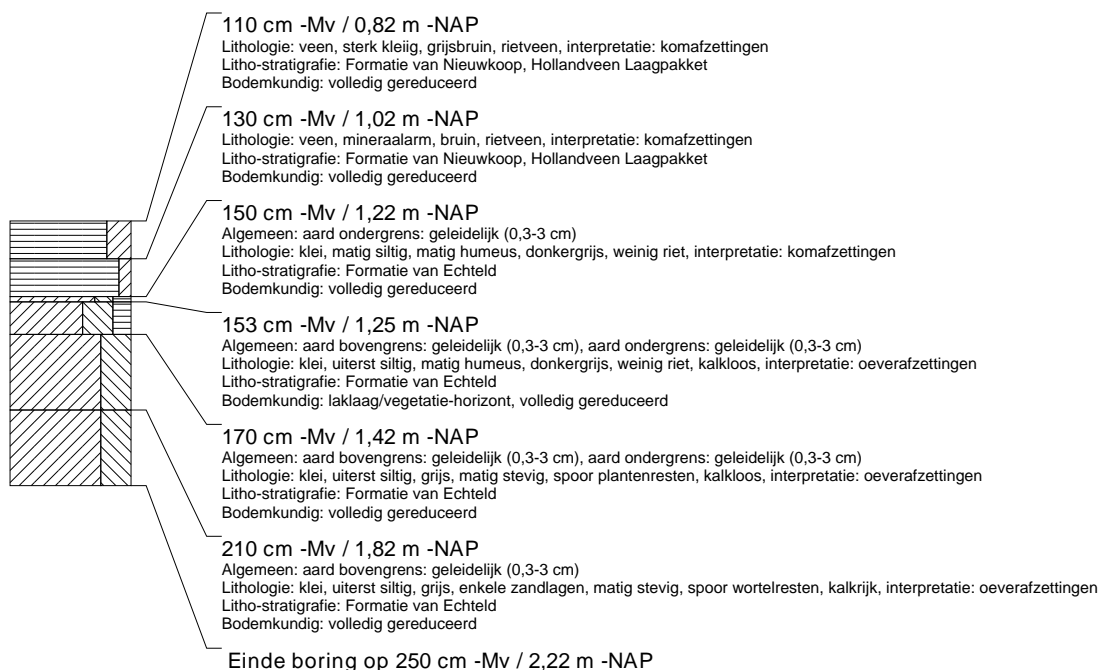 110 cm -Mv / 0,82 m -NAP
Lithologie: veen, sterk kleiig, grijsbruin, rietveen, interpretatie: komafzettingen
Litho-stratigrafie: Formatie van Nieuwkoop, Hollandveen Laagpakket
Bodemkundig: volledig gereduceerd
130 cm -Mv / 1,02 m -NAP
Lithologie: veen, mineraalarm, bruin, rietveen, interpretatie: komafzettingen
Litho-stratigrafie: Formatie van Nieuwkoop, Hollandveen Laagpakket
Bodemkundig: volledig gereduceerd
150 cm -Mv / 1,22 m -NAP
Algemeen: aard ondergrens: geleidelijk (0,3-3 cm)
Lithologie: klei, matig siltig, matig humeus, donkergrijs, weinig riet, interpretatie: komafzettingen
Litho-stratigrafie: Formatie van Echteld
Bodemkundig: volledig gereduceerd
153 cm -Mv / 1,25 m -NAP
Algemeen: aard bovengrens: geleidelijk (0,3-3 cm), aard ondergrens: geleidelijk (0,3-3 cm)
Lithologie: klei, uiterst siltig, matig humeus, donkergrijs, weinig riet, kalkloos, interpretatie: oeverafzettingen
Litho-stratigrafie: Formatie van Echteld
Bodemkundig: laklaag/vegetatie-horizont, volledig gereduceerd
170 cm -Mv / 1,42 m -NAP
Algemeen: aard bovengrens: geleidelijk (0,3-3 cm), aard ondergrens: geleidelijk (0,3-3 cm)
Lithologie: klei, uiterst siltig, grijs, matig stevig, spoor plantenresten, kalkloos, interpretatie: oeverafzettingen
Litho-stratigrafie: Formatie van Echteld
Bodemkundig: volledig gereduceerd
210 cm -Mv / 1,82 m -NAP
Algemeen: aard bovengrens: geleidelijk (0,3-3 cm)
Lithologie: klei, uiterst siltig, grijs, enkele zandlagen, matig stevig, spoor wortelresten, kalkrijk, interpretatie: oeverafzettingen
Litho-stratigrafie: Formatie van Echteld
Bodemkundig: volledig gereduceerd
Einde boring op 250 cm -Mv / 2,22 m -NAP